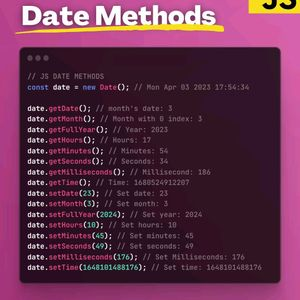 JS
Date Methods
// JS DATE METHODS
const date = new Date(); // Mon Apr 03 2023 17:54:34
date.getDate(); // month's date: 3
date.getMonth(); // Month with 0 index: 3
date.getFullYear(); // Year: 2023
date.getHours(); // Hours: 17
date.getMinutes(); // Minutes: 54
date.getSeconds(); // Seconds: 34
date.getMilliseconds(); // Millisecond: 186
date.getTime(); // Time: 1680524912207
date.setDate(23); // Set date: 23
date.setMonth(3); // Set month: 3
date.setFullYear(2024); // Set year: 2024
date.setHours(10); // Set hours: 10
date.setMinutes(45); // Set minutes: 45
date.setSeconds(49); // Set seconds: 49
date.setMilliseconds(176); // Set Milliseconds: 176
date.setTime(1648101488176); // Set time: 1648101488176